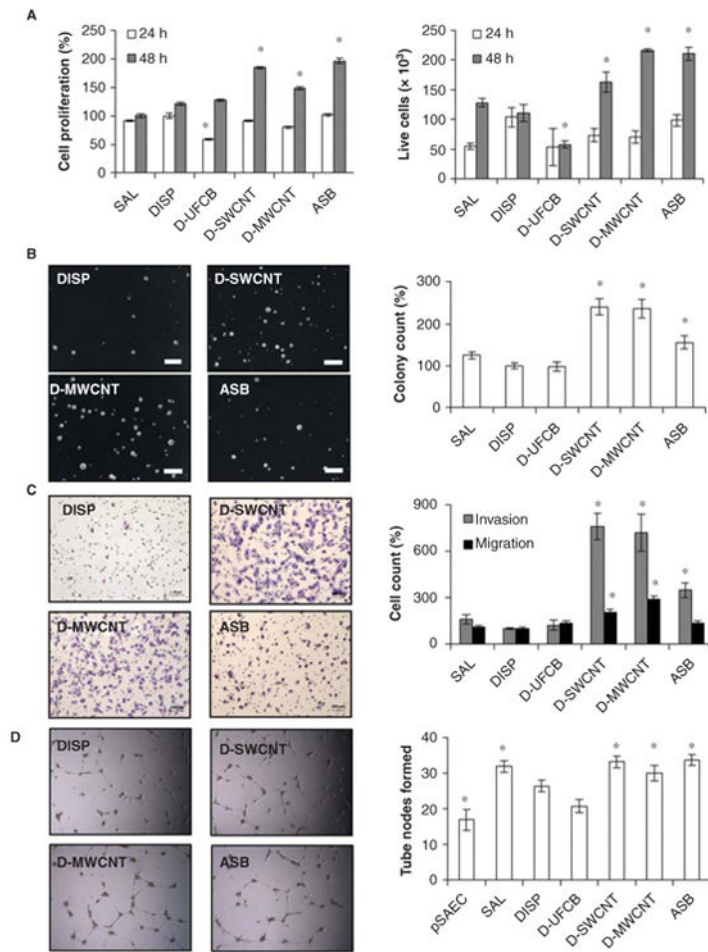 A
Cell proliferation (%)
250
200
150
100
50
0
24 h
48 h
*
*
*
*
SAL
DISP
D-UFCB
D-SWCNT
D-MWCNT
ASB
Live cells (× 10³)
250
200
150
100
50
0
24 h
48 h
*
*
*
*
SAL
DISP
D-UFCB
D-SWCNT
D-MWCNT
ASB
B
DISP
D-SWCNT
D-MWCNT
ASB
Colony count (%)
300
200
100
0
*
*
*
SAL
DISP
D-UFCB
D-SWCNT
D-MWCNT
ASB
C
DISP
D-SWCNT
D-MWCNT
ASB
Cell count (%)
900
600
300
0
Invasion
Migration
*
*
*
*
*
SAL
DISP
D-UFCB
D-SWCNT
D-MWCNT
ASB
D
DISP
D-SWCNT
D-MWCNT
ASB
Tube nodes formed
40
30
20
10
0
*
*
*
*
*
pSAEC
SAL
DISP
D-UFCB
D-SWCNT
D-MWCNT
ASB